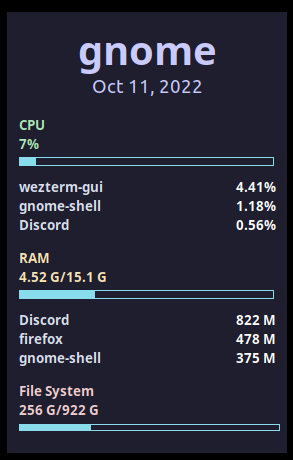 gnome
Oct 11, 2022
CPU
7%
wezterm-gui 4.41%
gnome-shell 1.18%
Discord 0.56%
RAM
4.52 G/15.1 G
Discord 822 M
firefox 478 M
gnome-shell 375 M
File System
256 G/922 G